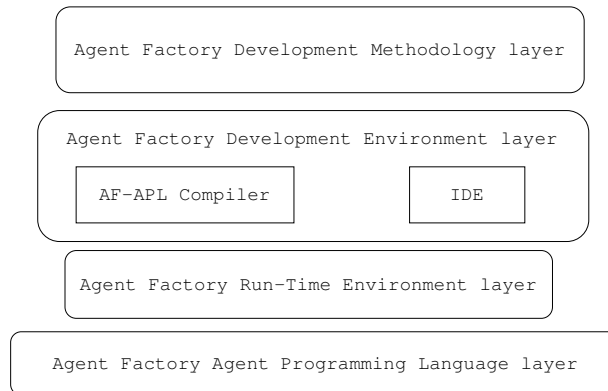 Agent Factory Development Methodology layer
Agent Factory Development Environment layer
AF-APL Compiler
IDE
Agent Factory Run-Time Environment layer
Agent Factory Agent Programming Language layer